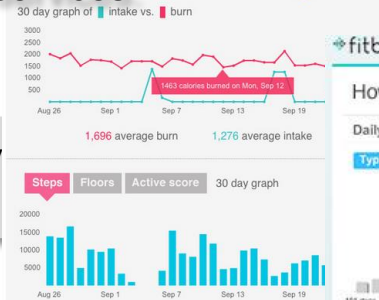 30 day graph of intake vs. burn
3000
2500
2000
1500
1000
500
1463 calories burned on Mon, Sep 12
Aug 26 Sep 1 Sep 7 Sep 13 Sep 19
1,696 average burn 1,276 average intake
Steps Floors Active score 30 day graph
20000
15000
10000
5000
Aug 26 Sep 1 Sep 7 Sep 13 Sep 19
fitb
Ho
Daily
Typ